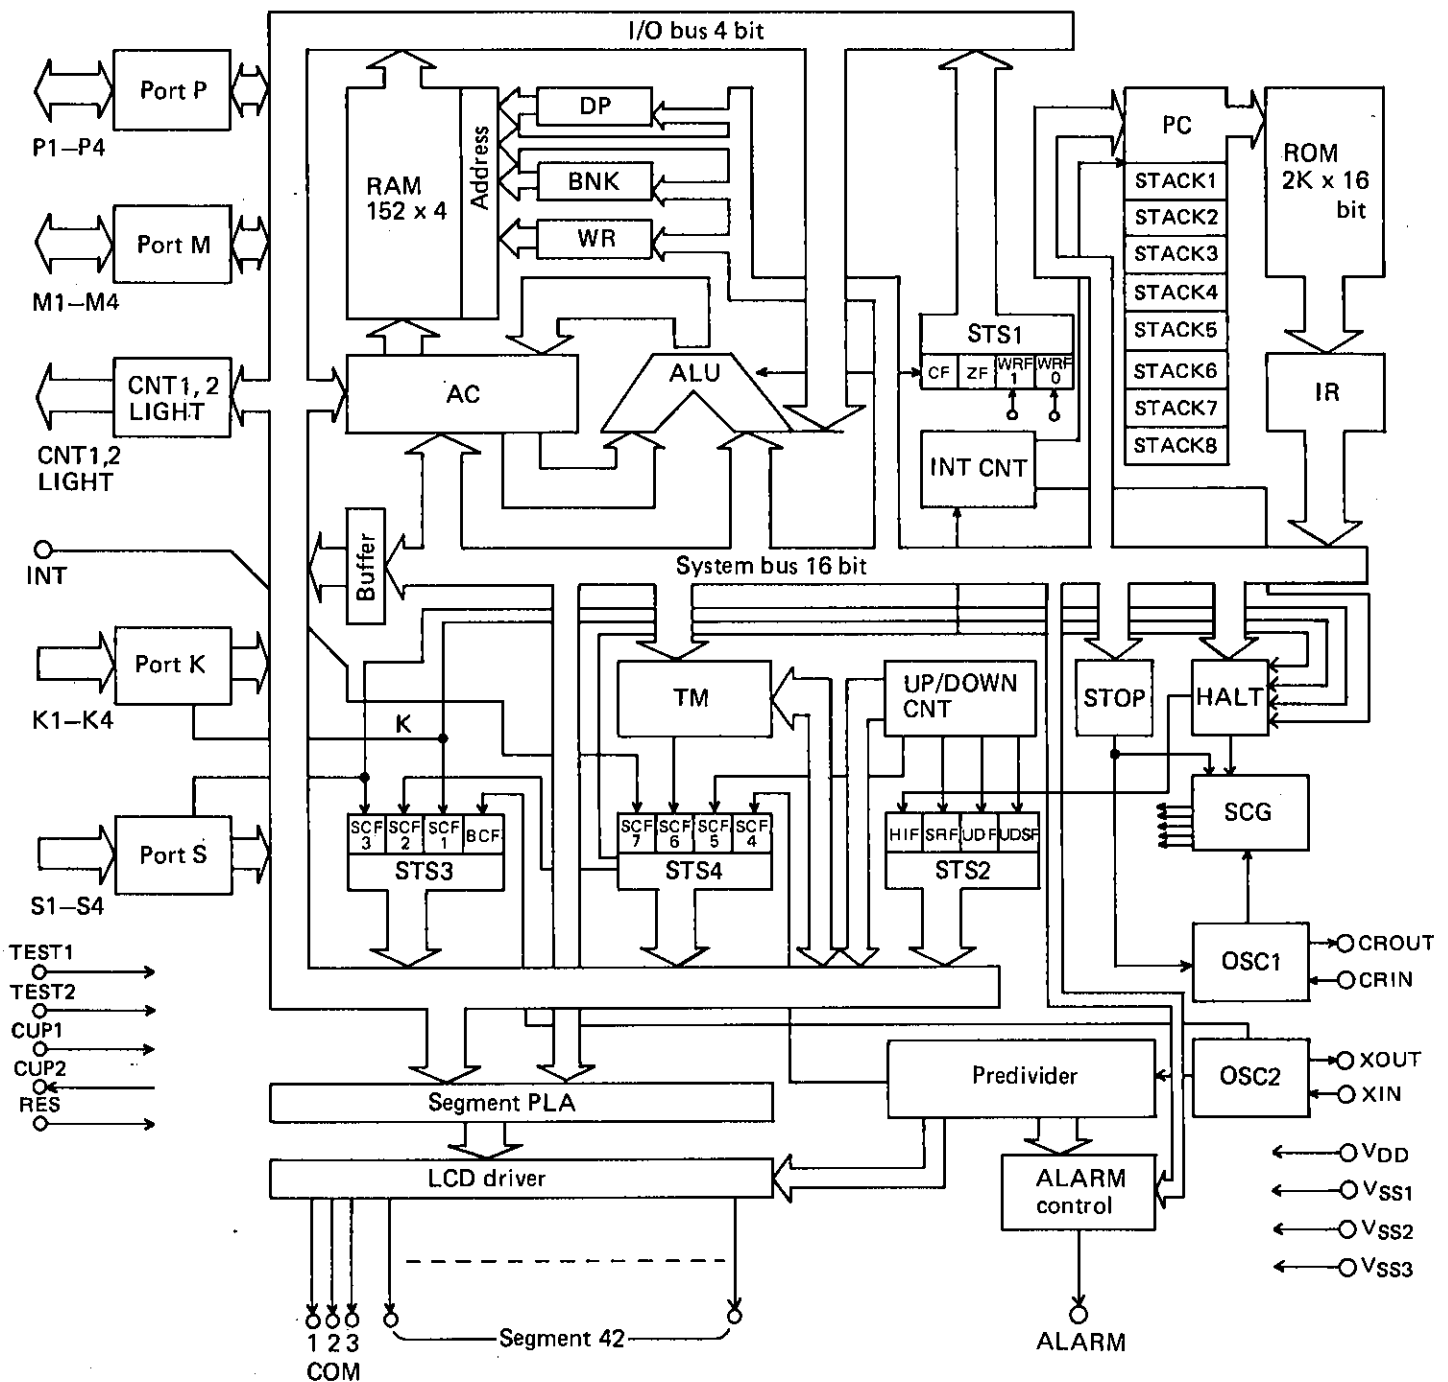 I/O bus 4 bit
Port P
P1–P4
Port M
M1–M4
CNT1, 2
LIGHT
CNT1,2
LIGHT
INT
Port K
K1–K4
Port S
S1–S4
TEST1
TEST2
CUP1
CUP2
RES
RAM
152 x 4
Address
DP
BNK
WR
AC
ALU
Buffer
STS1
CF
ZF
WRF
1
WRF
0
INT CNT
PC
STACK1
STACK2
STACK3
STACK4
STACK5
STACK6
STACK7
STACK8
ROM
2K x 16
bit
IR
System bus 16 bit
TM
UP/DOWN
CNT
STOP
HALT
K
SCF
3
SCF
2
SCF
1
BCF
STS3
SCF
7
SCF
6
SCF
5
SCF
4
STS4
HIF
SRF
UDF
UDSF
STS2
SCG
OSC1
CROUT
CRIN
OSC2
XOUT
XIN
Predivider
Segment PLA
LCD driver
ALARM
control
VDD
VSS1
VSS2
VSS3
1 2 3
COM
Segment 42
ALARM